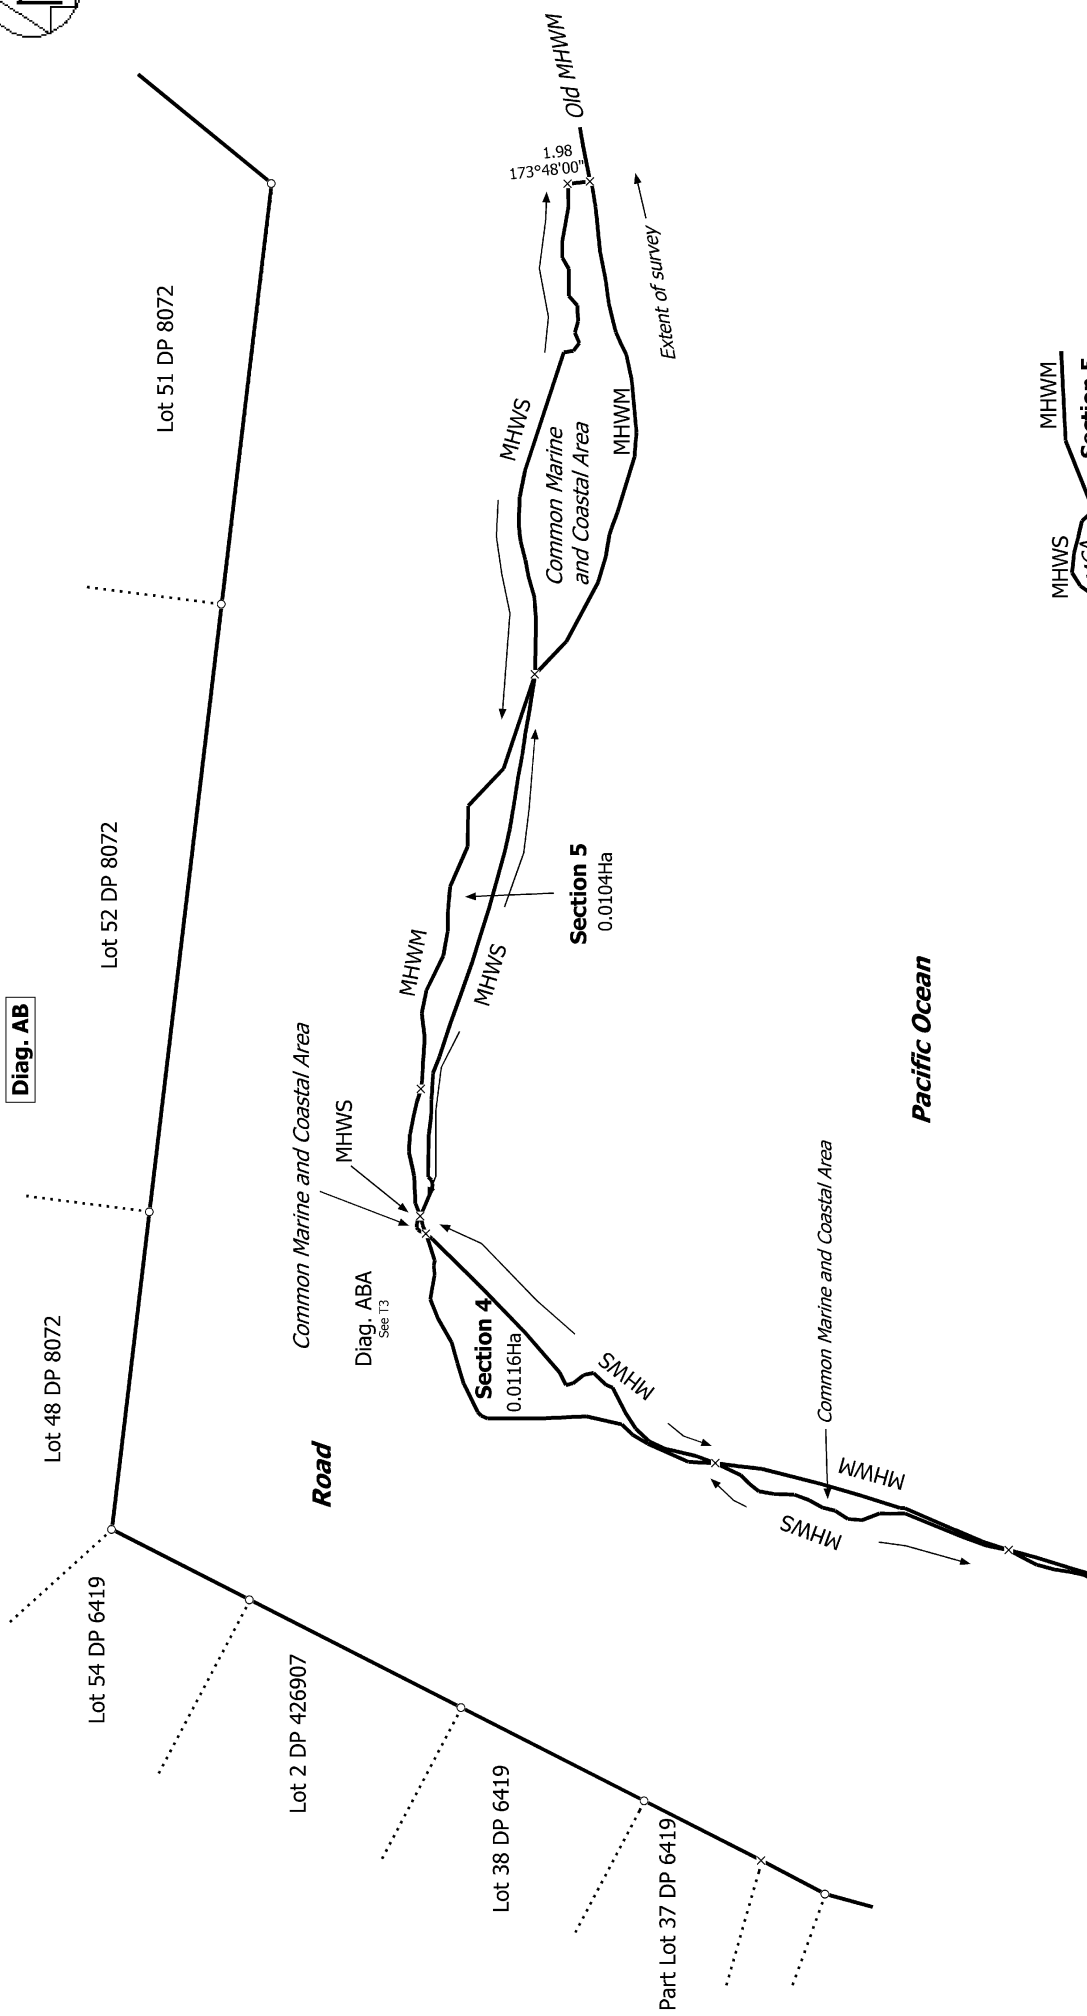 Diag. AB
Lot 54 DP 6419
Lot 48 DP 8072
Lot 52 DP 8072
Lot 51 DP 8072
Lot 2 DP 426907
Lot 38 DP 6419
Part Lot 37 DP 6419
Road
Common Marine and Coastal Area
MHWS
Diag. ABA
See T3
MHWM
MHWS
Section 4
0.0116Ha
MHWS
Section 5
0.0104Ha
MHWS
Common Marine
and Coastal Area
MHWM
1.98
173°48'00"
Old MHWM
Extent of survey
Common Marine and Coastal Area
MHWM
MHWS
Pacific Ocean
MHWS
MHWM